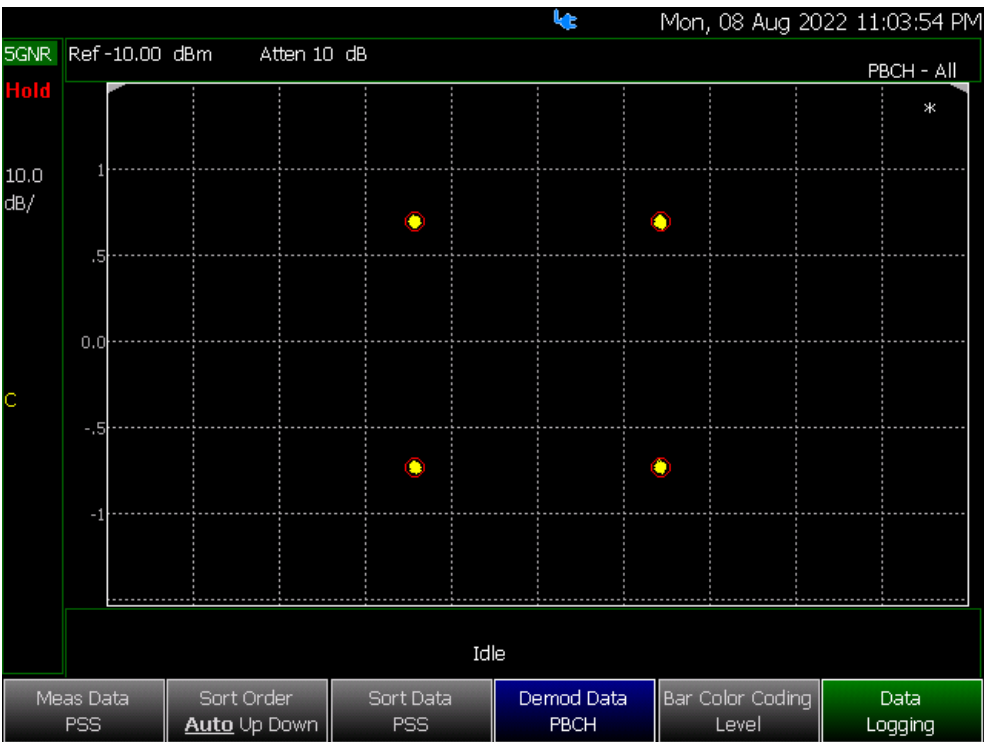 Mon, 08 Aug 2022 11:03:54 PM
5GNR Ref -10.00 dBm Atten 10 dB
PBCH - All
Hold
*
10.0
dB/
1
.5
0.0
C
-.5
-1
Idle
Meas Data Sort Order Sort Data Demod Data Bar Color Coding Data
PSS Auto Up Down PSS PBCH Level Logging